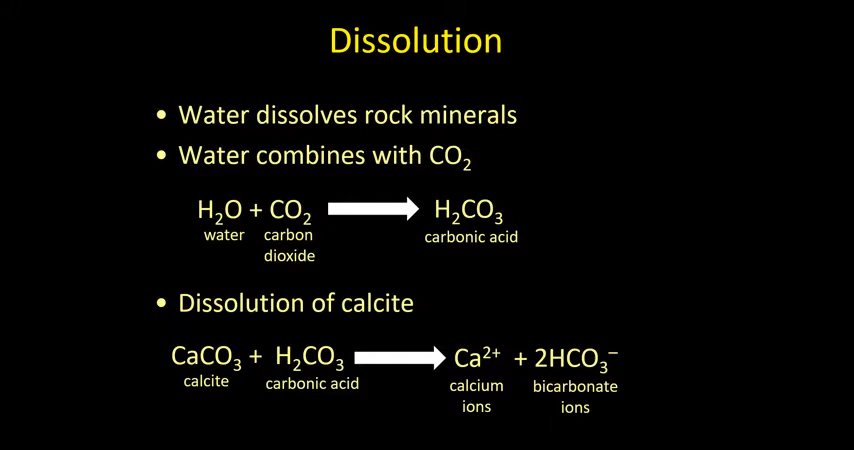 Dissolution
• Water dissolves rock minerals
• Water combines with CO₂
H₂O + CO₂ → H₂CO₃
water carbon dioxide carbonic acid
• Dissolution of calcite
CaCO₃ + H₂CO₃ → Ca²⁺ + 2HCO₃⁻
calcite carbonic acid calcium ions bicarbonate ions